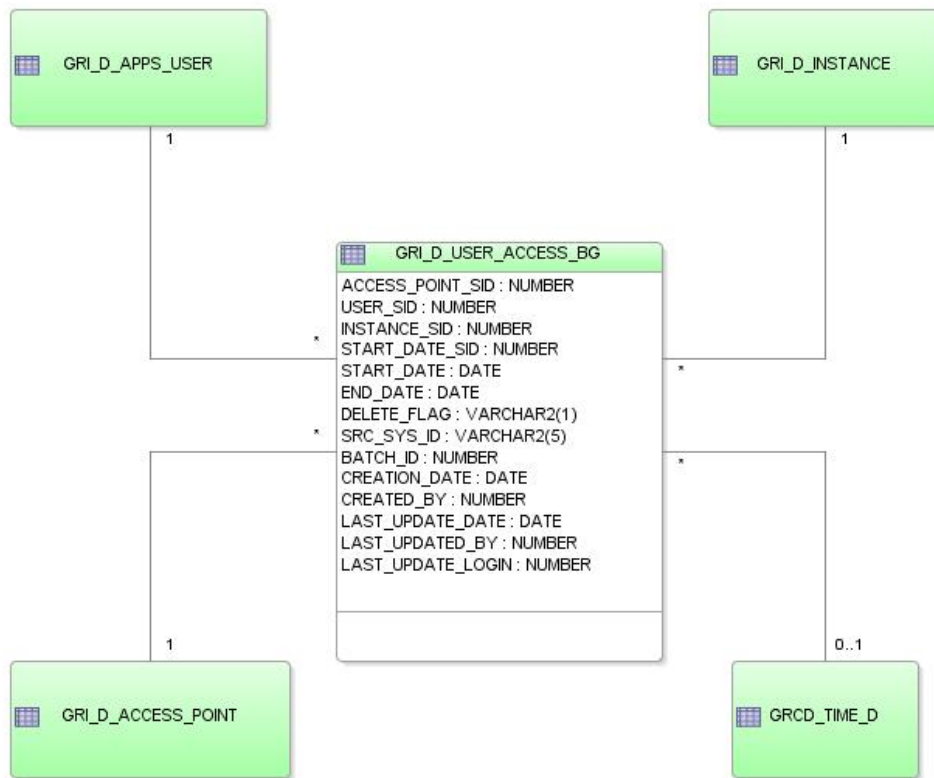 GRI_D_APPS_USER
GRI_D_INSTANCE
1
1
GRI_D_USER_ACCESS_BG
ACCESS_POINT_SID : NUMBER
USER_SID : NUMBER
INSTANCE_SID : NUMBER
START_DATE_SID : NUMBER
START_DATE : DATE
END_DATE : DATE
DELETE_FLAG : VARCHAR2(1)
SRC_SYS_ID : VARCHAR2(5)
BATCH_ID : NUMBER
CREATION_DATE : DATE
CREATED_BY : NUMBER
LAST_UPDATE_DATE : DATE
LAST_UPDATED_BY : NUMBER
LAST_UPDATE_LOGIN : NUMBER
*
*
*
*
1
0..1
GRI_D_ACCESS_POINT
GRCD_TIME_D